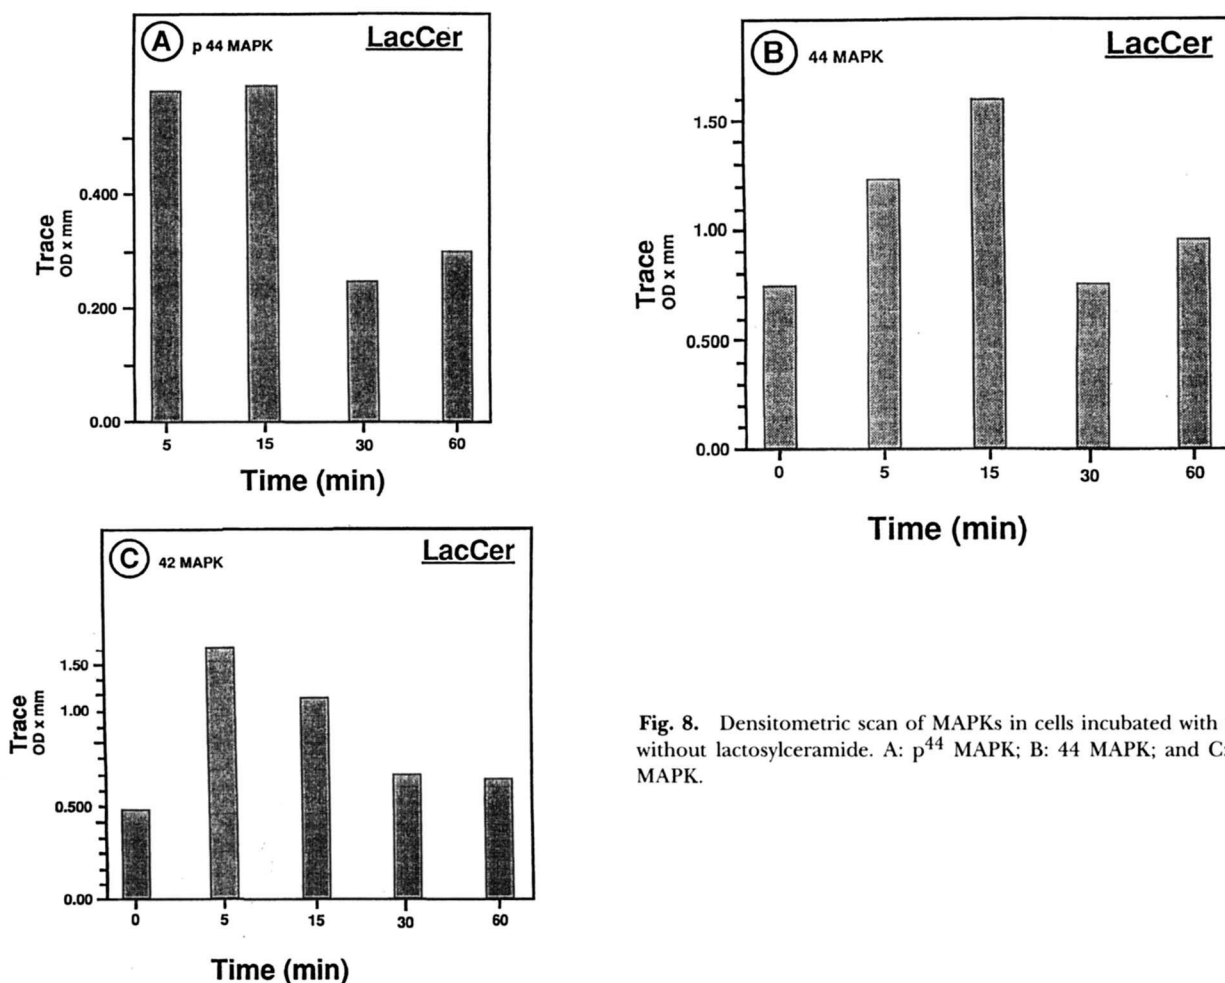 A p 44 MAPK LacCer
0.400
0.200
0.00
Trace
OD x mm
5 15 30 60
Time (min)
B 44 MAPK LacCer
1.50
1.00
0.500
0.00
Trace
OD x mm
0 5 15 30 60
Time (min)
C 42 MAPK LacCer
1.50
1.00
0.500
0.00
Trace
OD x mm
0 5 15 30 60
Time (min)
Fig. 8. Densitometric scan of MAPKs in cells incubated with
without lactosylceramide. A: p44 MAPK; B: 44 MAPK; and C:
MAPK.